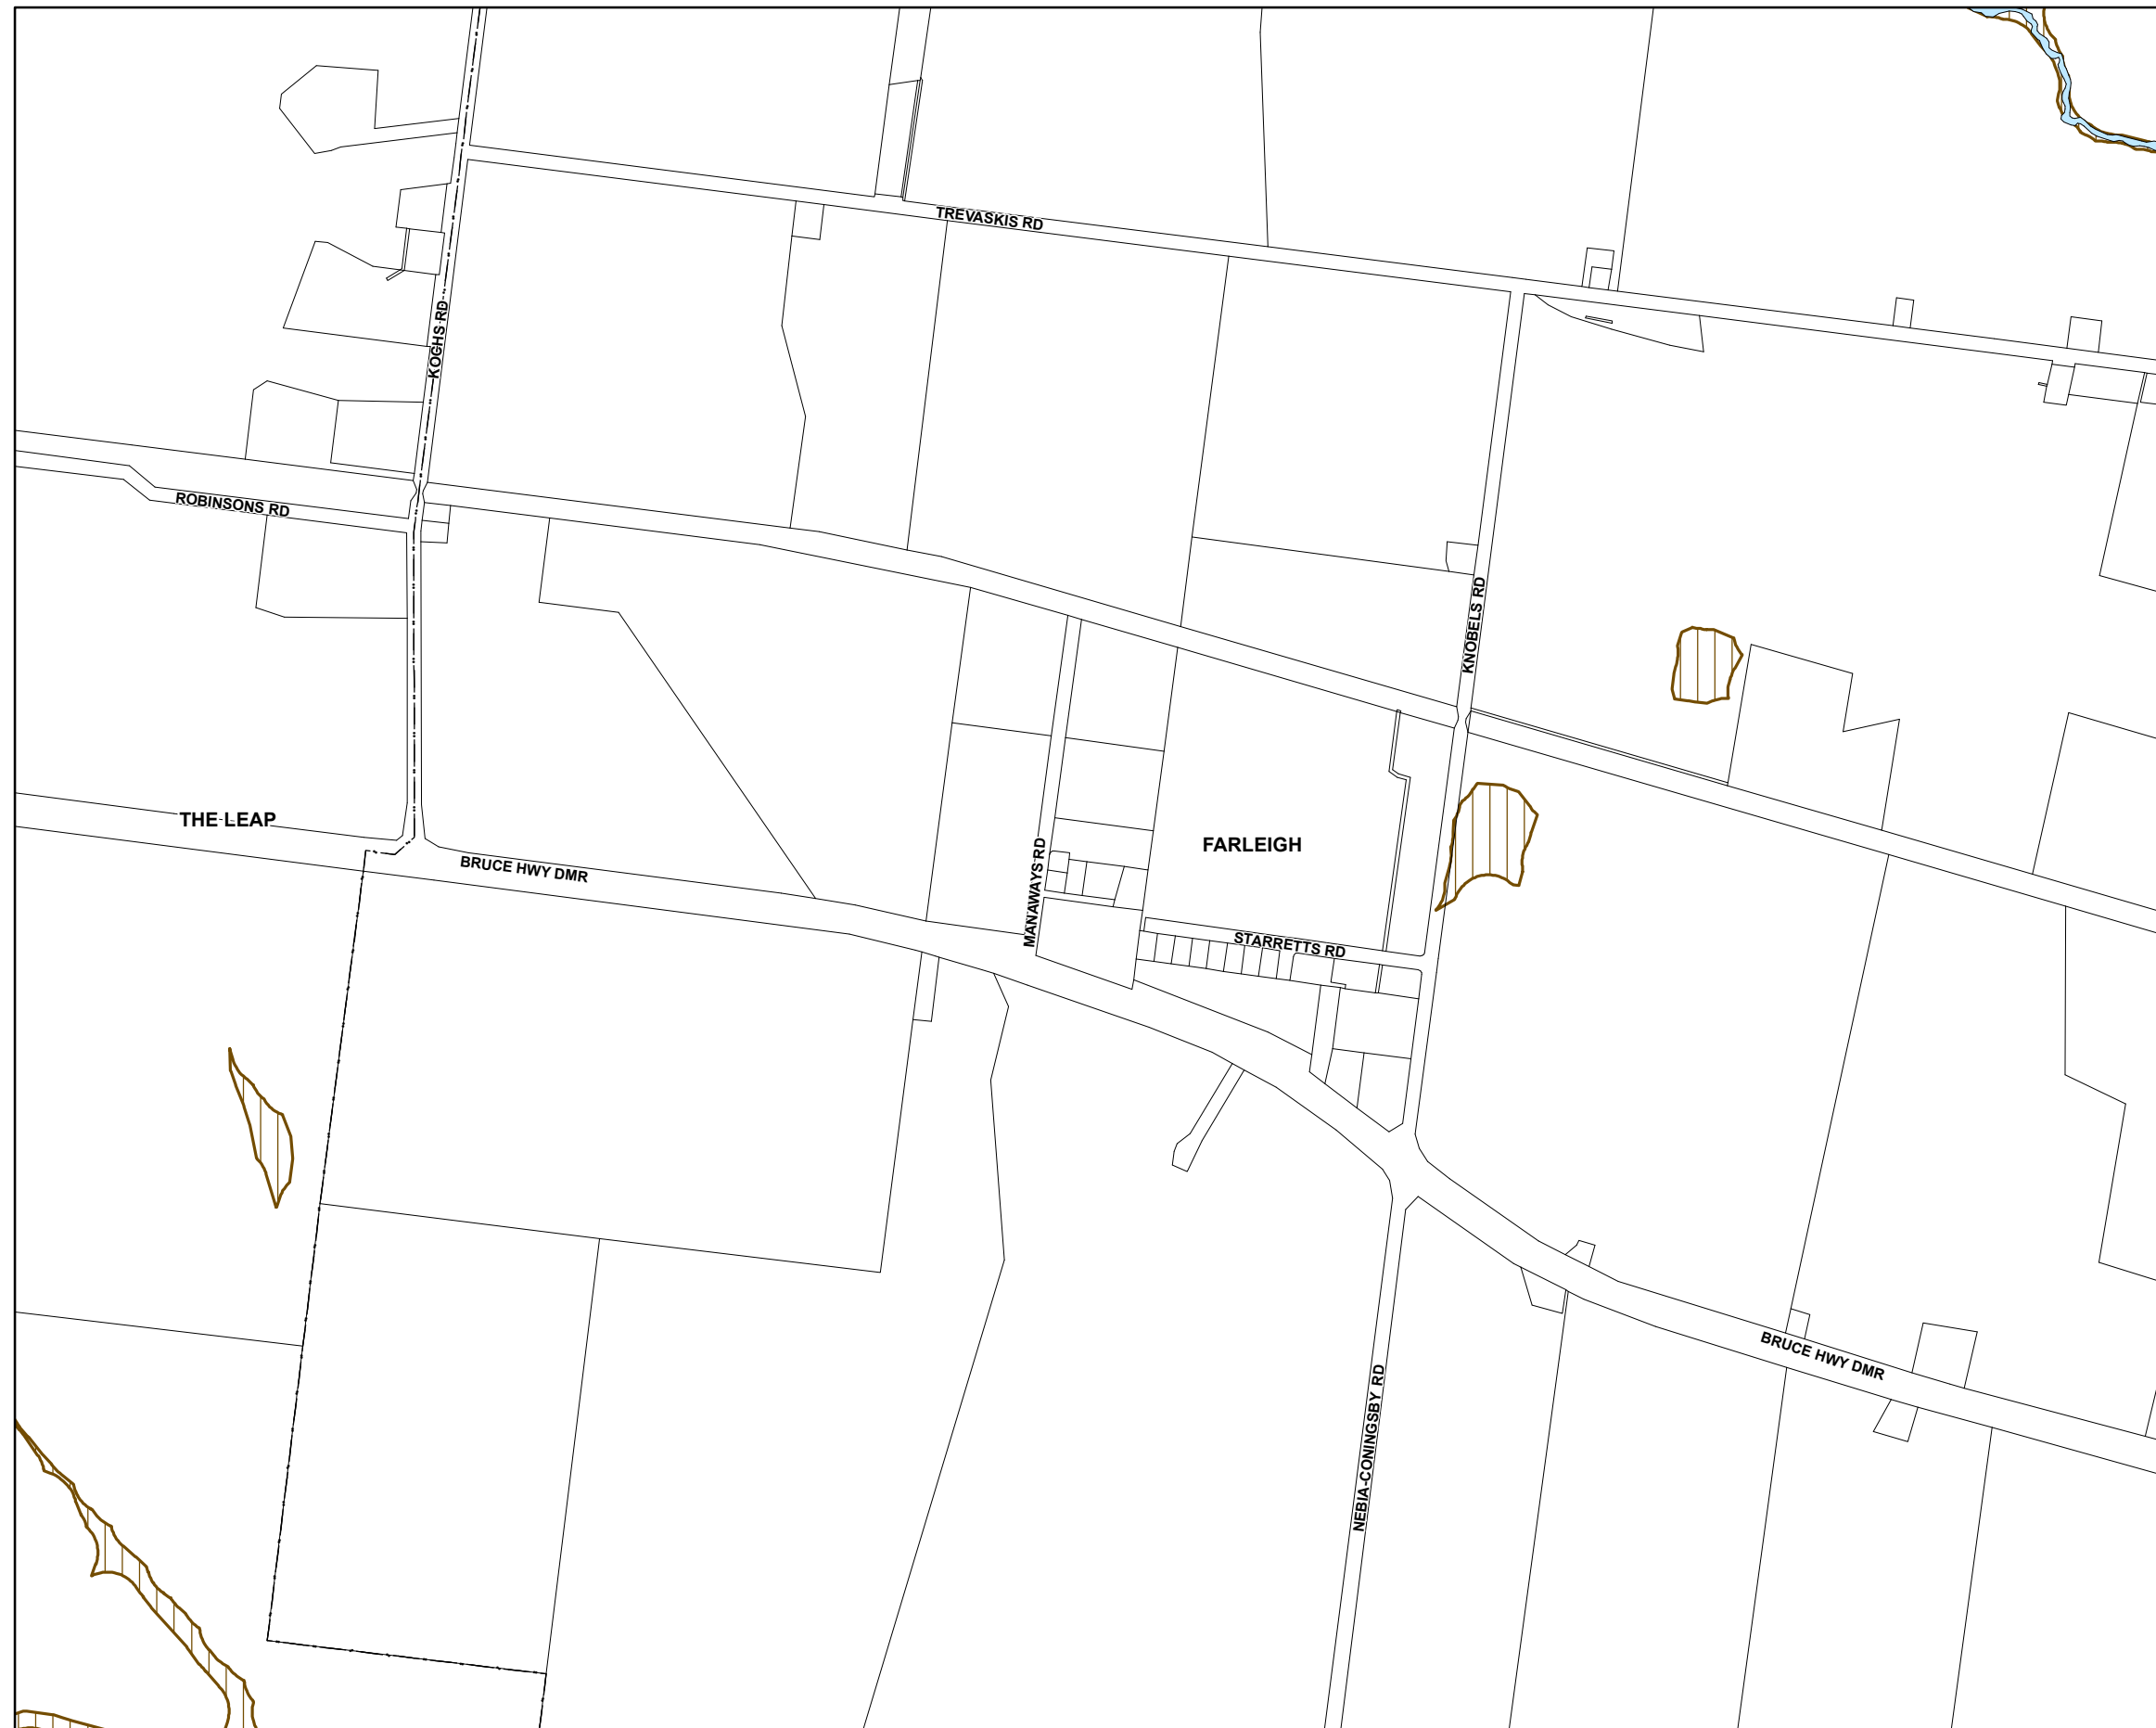 TREVASKIS RD
KOGHS RD
ROBINSONS RD
KNOBELS RD
THE LEAP
FARLEIGH
BRUCE HWY DMR
MANAWAYS RD
STARRETTS RD
BRUCE HWY DMR
NEBIA-CONINGSBY RD